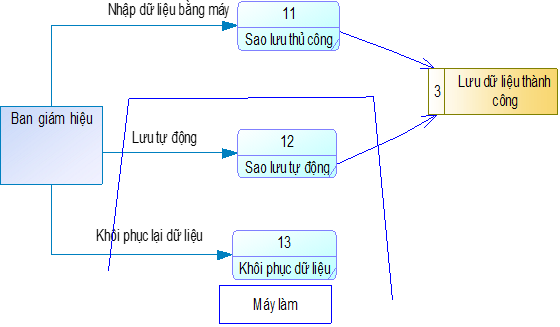 Nhập dữ liệu bằng máy
11
Sao lưu thủ công
3
Lưu dữ liệu thành
công
Ban giám hiệu
Lưu tự động
12
Sao lưu tự động
Khôi phục lại dữ liệu
13
Khôi phục dữ liệu
Máy làm